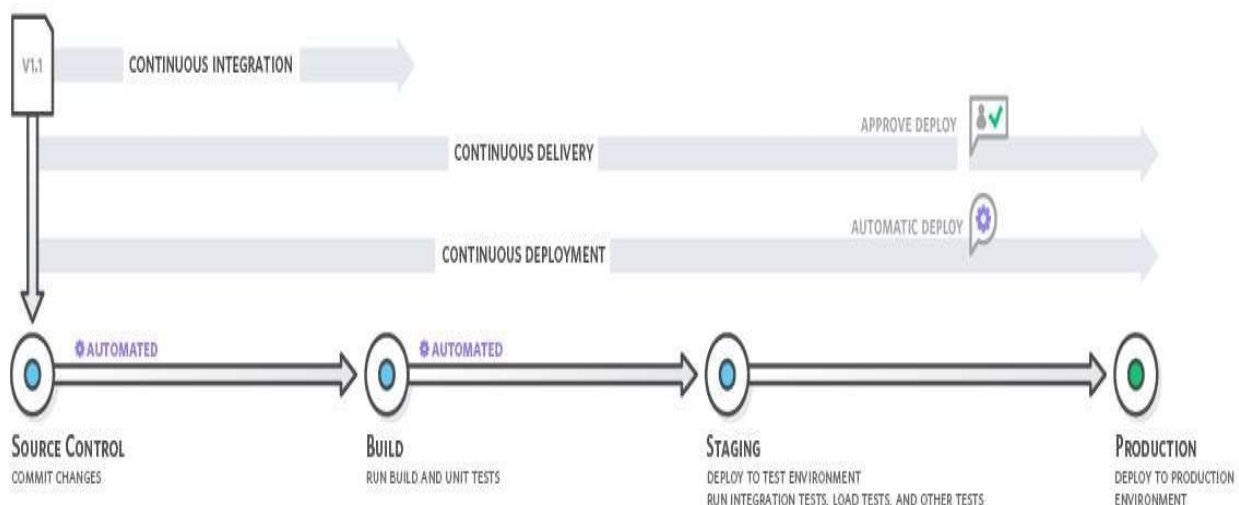 V1.1
CONTINUOUS INTEGRATION
APPROVE DEPLOY
CONTINUOUS DELIVERY
AUTOMATIC DEPLOY
CONTINUOUS DEPLOYMENT
AUTOMATED
AUTOMATED
SOURCE CONTROL
COMMIT CHANGES
BUILD
RUN BUILD AND UNIT TESTS
STAGING
DEPLOY TO TEST ENVIRONMENT
RUN INTEGRATION TESTS, LOAD TESTS, AND OTHER TESTS
PRODUCTION
DEPLOY TO PRODUCTION
ENVIRONMENT